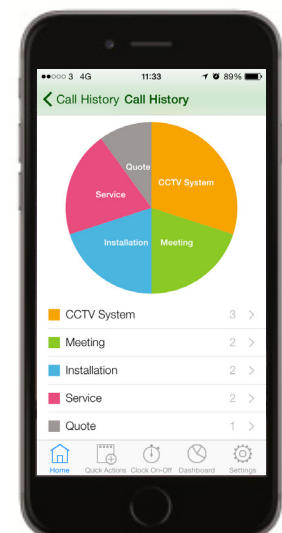 3 4G 11:33 89%
Call History Call History
Quote
CCTV System
Service
Installation Meeting
CCTV System 3
Meeting 2
Installation 2
Service 2
Quote 1
Home Quick Actions Clock On-Off Dashboard Settings